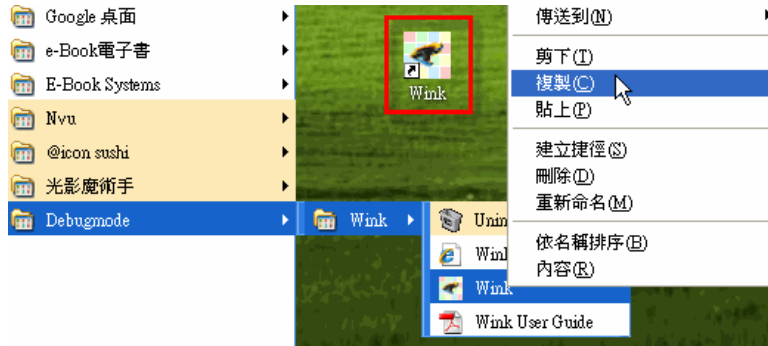 Google 桌面
e-Book電子書
E-Book Systems
Nvu
@icon sushi
光影魔術手
Debugmode
Wink
Wink
Wink
Wink User Guide
傳送到(N)
剪下(T)
複製(C)
貼上(P)
建立捷徑(S)
刪除(D)
重新命名(M)
依名稱排序(B)
內容(R)